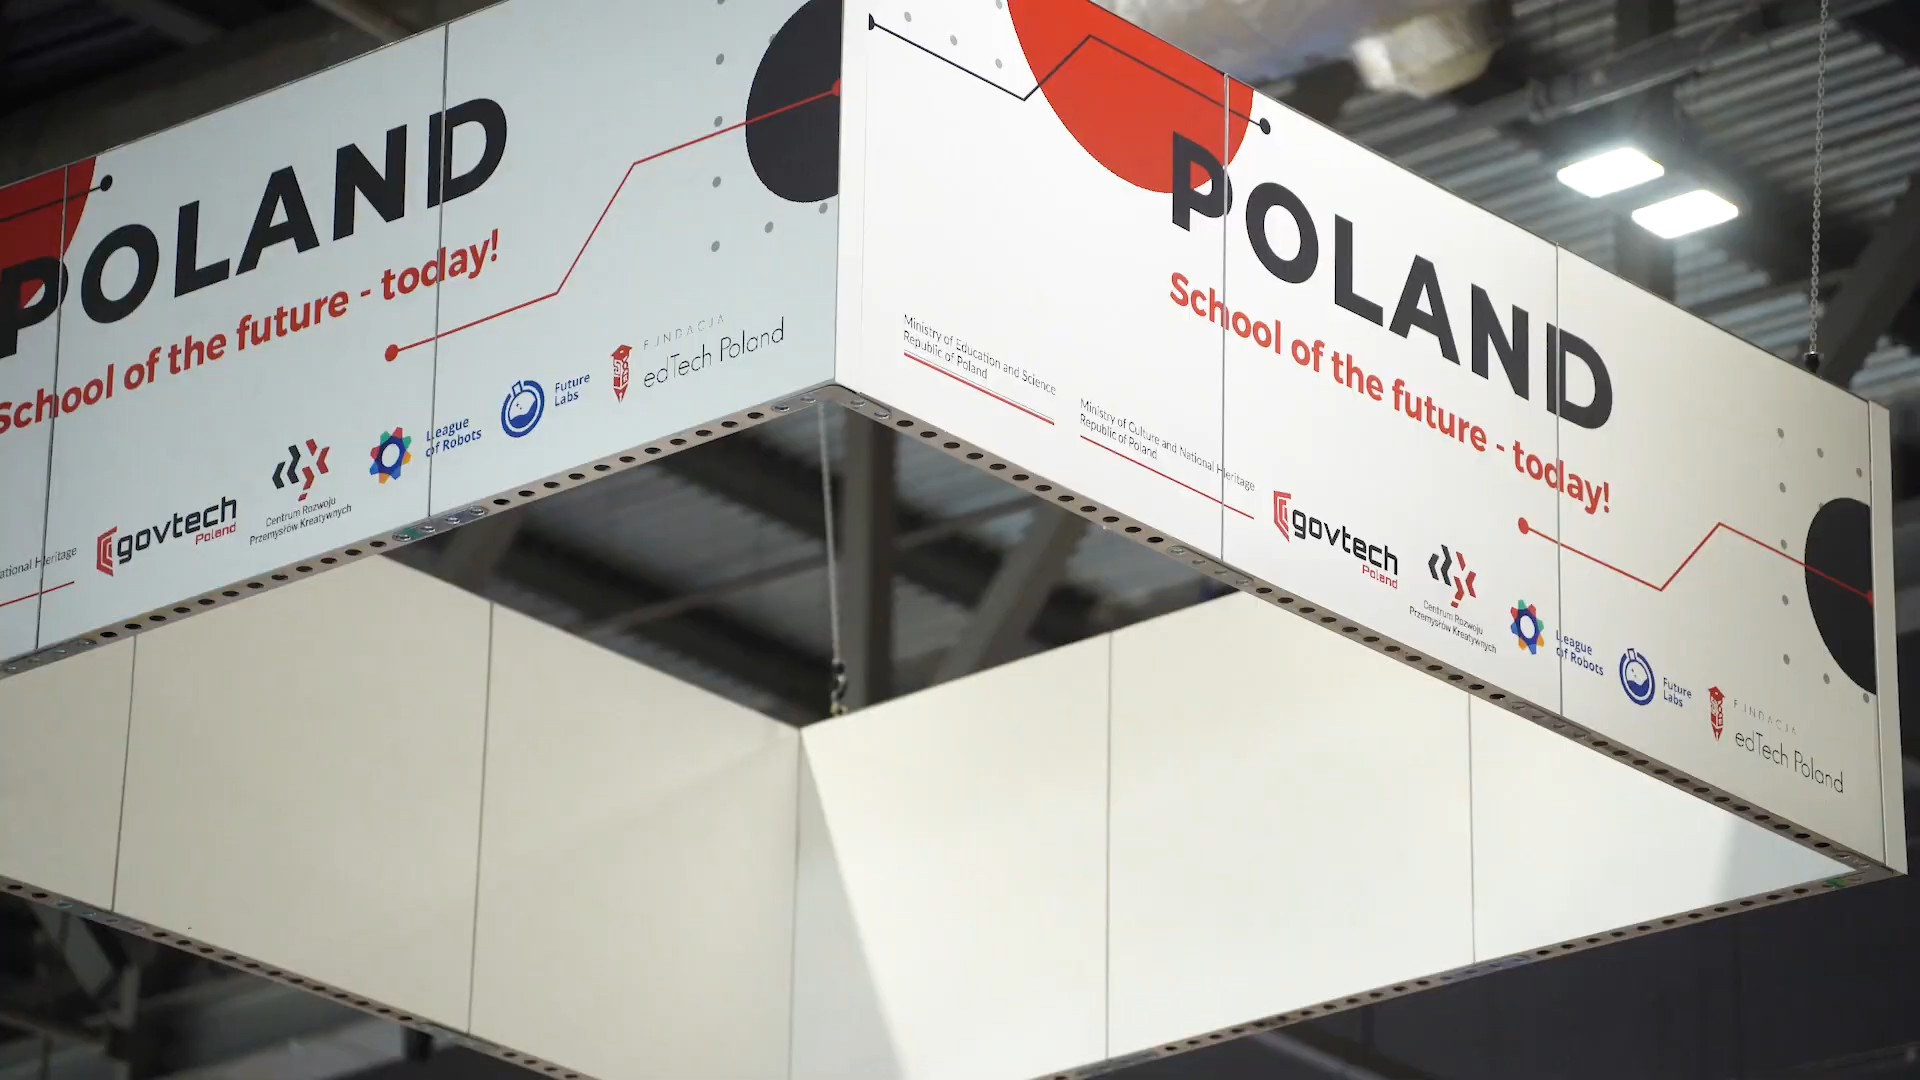 POLAND
School of the future - today!
ational Heritage
govtech
Poland
Centrum Rozwoju
Przemysłów Kreatywnych
League
of Robots
Future
Labs
FUNDACJA
edTech Poland
POLAND
School of the future - today!
Ministry of Education and Science
Republic of Poland
Ministry of Culture and National Heritage
Republic of Poland
govtech
Poland
Centrum Rozwoju
Przemysłów Kreatywnych
League
of Robots
Future
Labs
FUNDACJA
edTech Poland